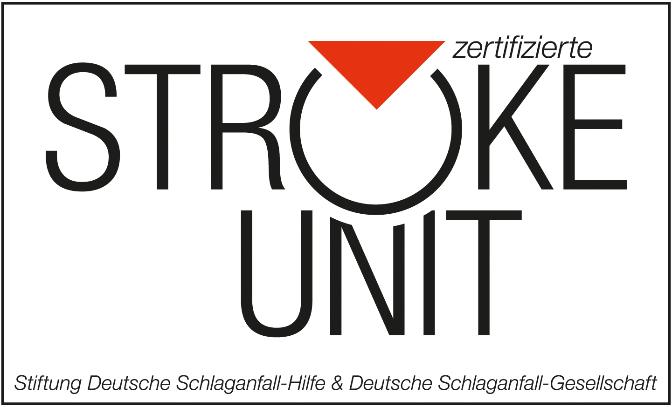 zertifizierte
STROKE
UNIT
Stiftung Deutsche Schlaganfall-Hilfe & Deutsche Schlaganfall-Gesellschaft